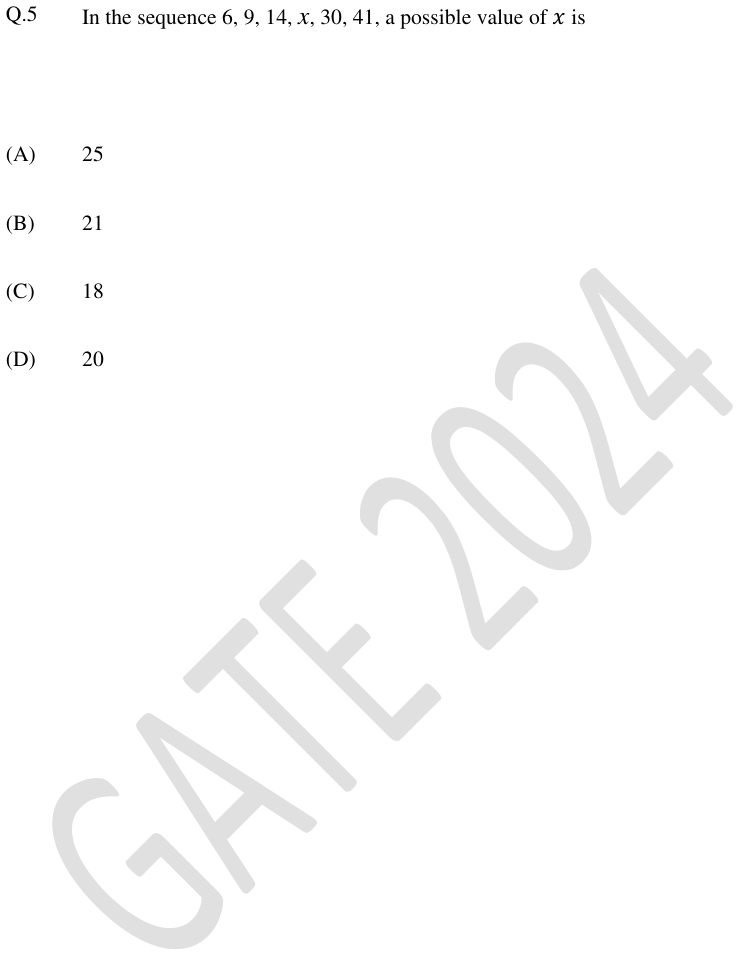 Q.5 In the sequence 6, 9, 14, x, 30, 41, a possible value of x is
(A) 25
(B) 21
(C) 18
(D) 20
GATE 2024